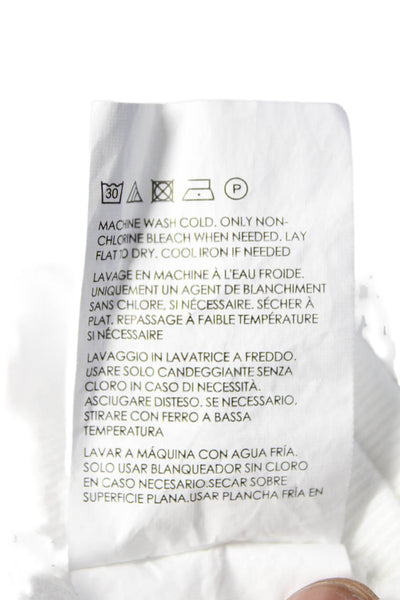 30 P
MACHINE WASH COLD. ONLY NON-
CHLORINE BLEACH WHEN NEEDED. LAY
FLAT TO DRY. COOL IRON IF NEEDED
LAVAGE EN MACHINE À L'EAU FROIDE.
UNIQUEMENT UN AGENT DE BLANCHIMENT
SANS CHLORE, SI NÉCESSAIRE. SÉCHER À
PLAT. REPASSAGE À FAIBLE TEMPÉRATURE
SI NÉCESSAIRE
LAVAGGIO IN LAVATRICE A FREDDO.
USARE SOLO CANDEGGIANTE SENZA
CLORO IN CASO DI NECESSITÀ.
ASCIUGARE DISTESO. SE NECESSARIO.
STIRARE CON FERRO A BASSA
TEMPERATURA
LAVAR A MÁQUINA CON AGUA FRÍA.
SOLO USAR BLANQUEADOR SIN CLORO
EN CASO NECESARIO.SECAR SOBRE
SUPERFICIE PLANA.USAR PLANCHA FRÍA EN